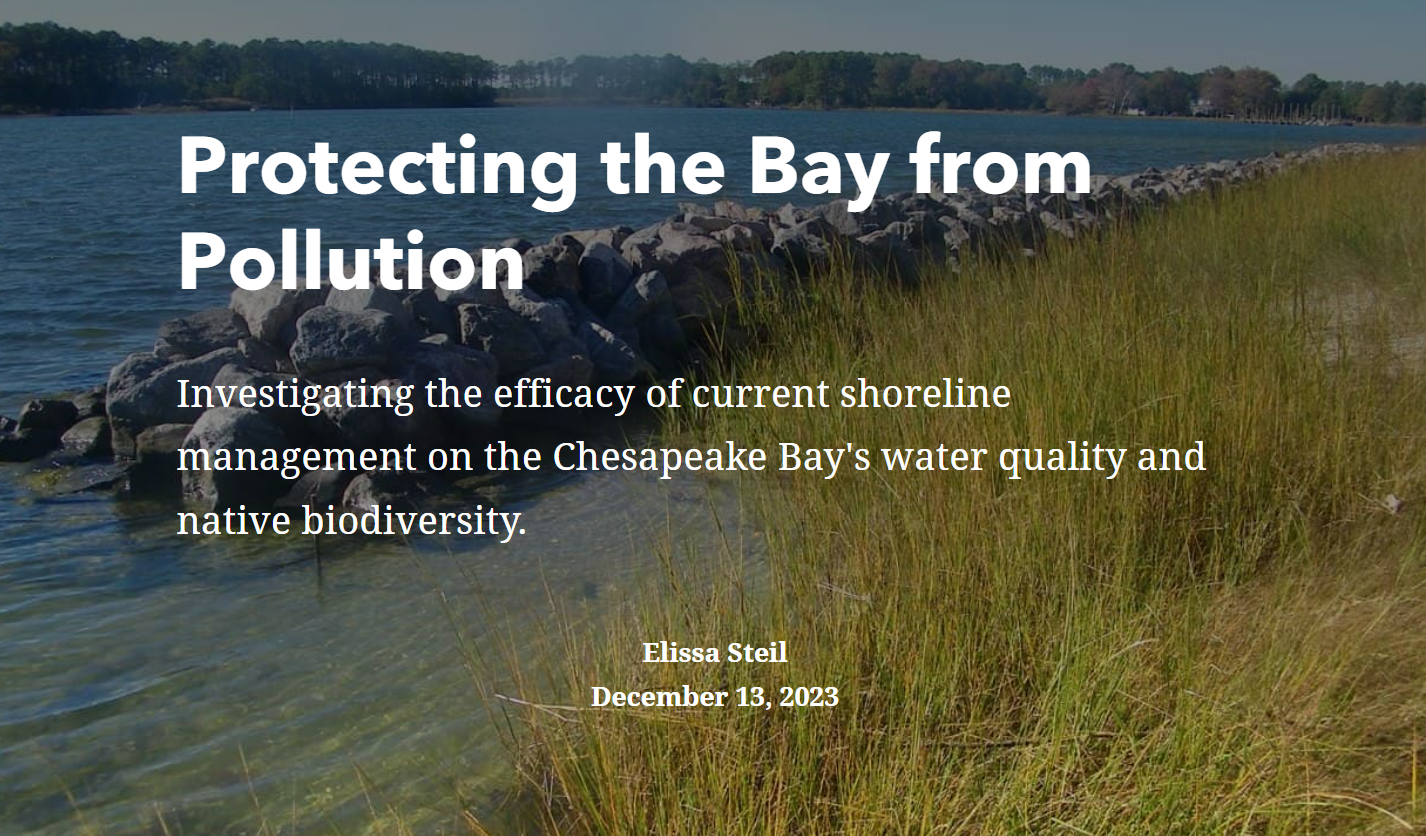 Protecting the Bay from
Pollution
Investigating the efficacy of current shoreline
management on the Chesapeake Bay's water quality and
native biodiversity.
Elissa Steil
December 13, 2023